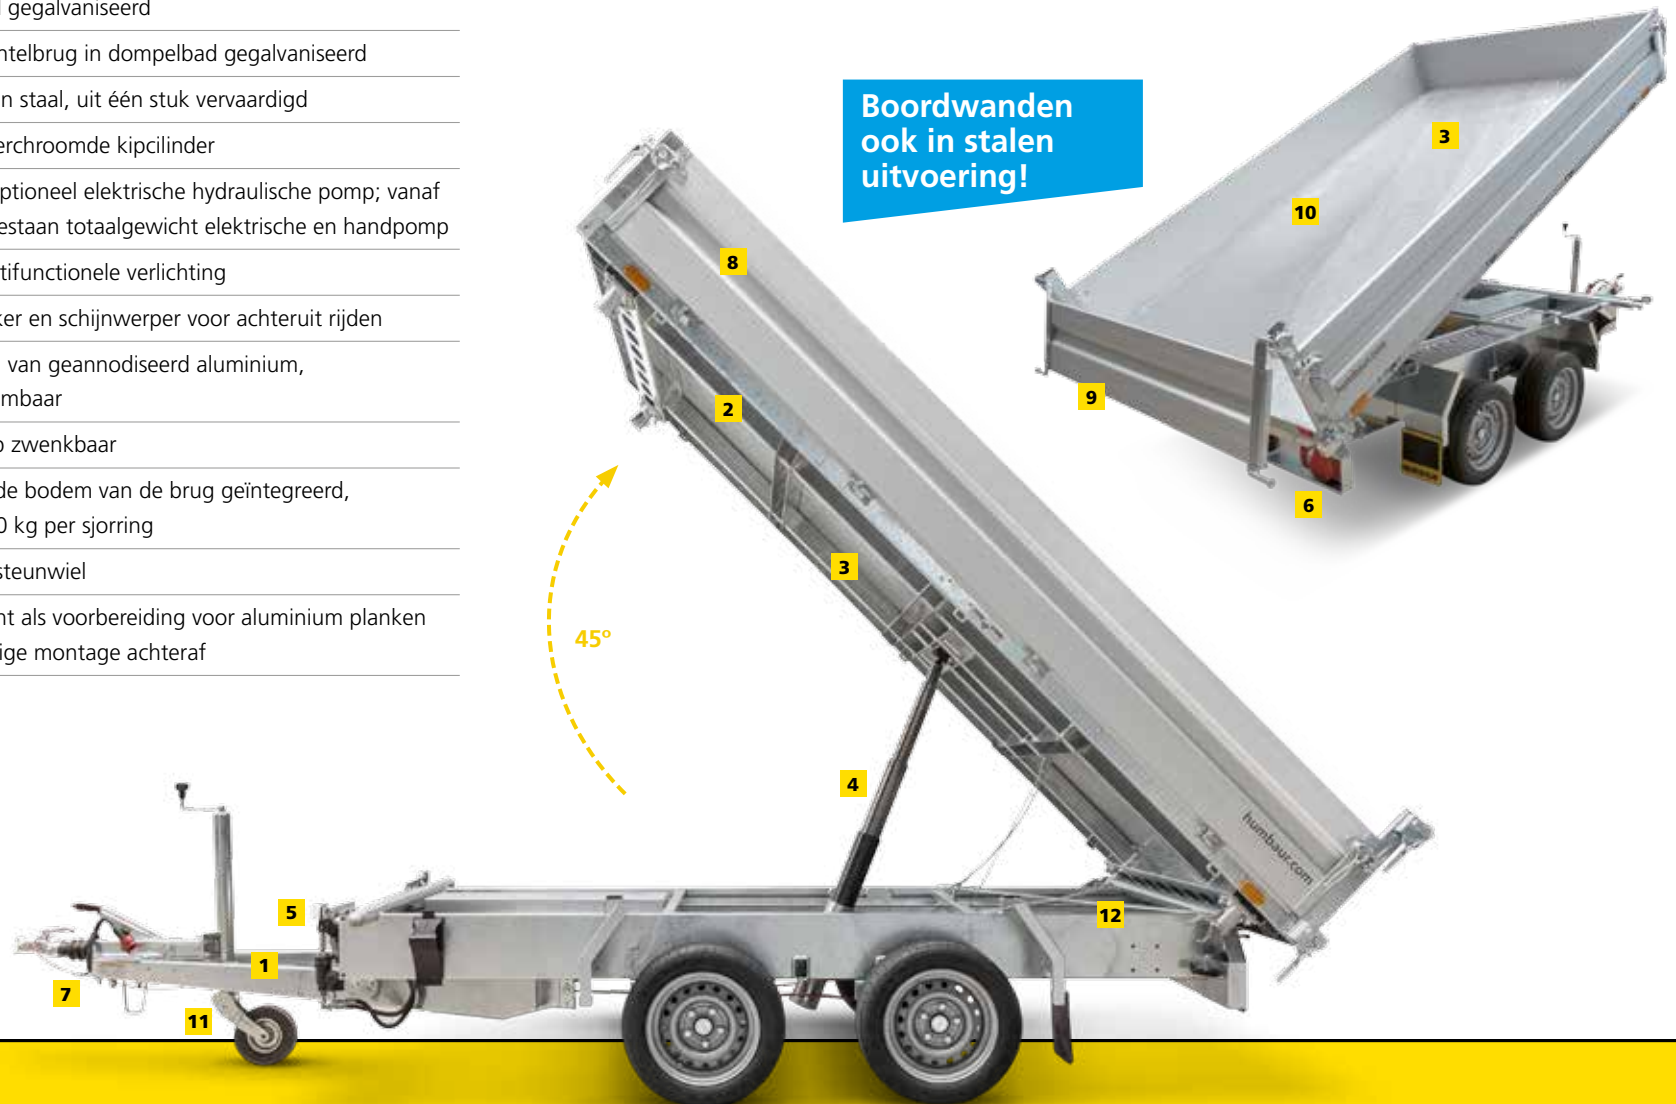 gegalvaniseerd
ntelbrug in dompelbad gegalvaniseerd
n staal, uit één stuk vervaardigd
erchroomde kipcilinder
ptioneel elektrische hydraulische pomp; vanaf
estaan totaalgewicht elektrische en handpomp
tifunctionele verlichting
ker en schijnwerper voor achteruit rijden
van geannodiseerd aluminium,
mbaar
zwenkbaar
de bodem van de brug geïntegreerd,
0 kg per sjorring
steunwiel
nt als voorbereiding voor aluminium planken
ige montage achteraf
Boordwanden
ook in stalen
uitvoering!
3
10
9
6
8
2
3
45°
4
humbaur.com
5
12
1
7
11